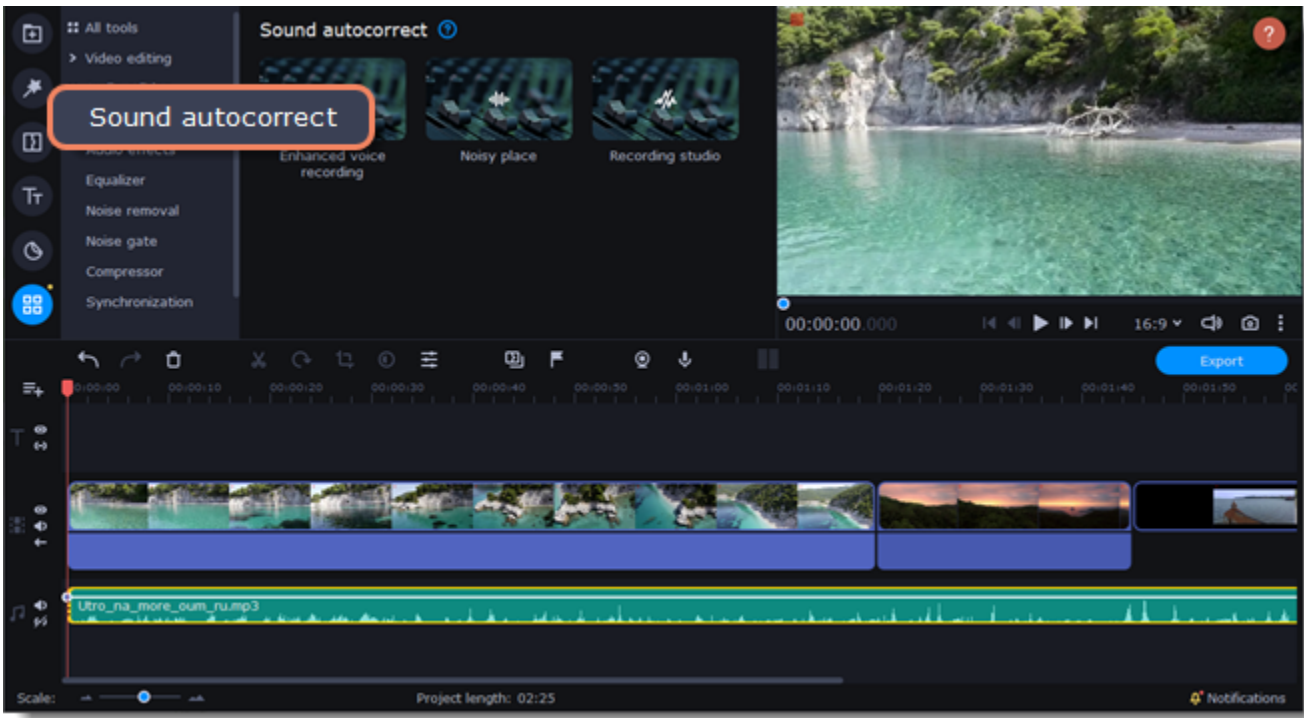 All tools
Video editing
Sound autocorrect
Audio effects
Equalizer
Noise removal
Noise gate
Compressor
Synchronization
Sound autocorrect ?
Enhanced voice
recording
Noisy place
Recording studio
?
00:00:00.000
16:9
Export
0:00:00 00:00:10 00:00:20 00:00:30 00:00:40 00:00:50 00:01:00 00:01:10 00:01:20 00:01:30 00:01:40 00:01:50 00
Utro_na_more_oum_ru.mp3
Scale:
Project length: 02:25
Notifications